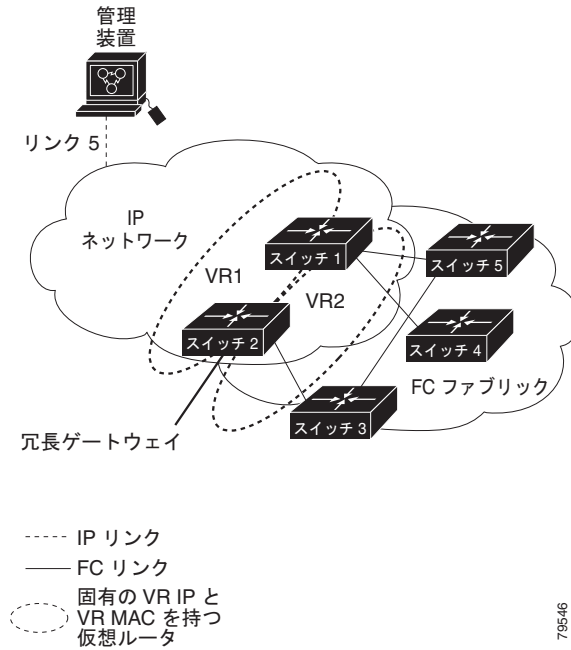 管理
装置
リンク 5
IP
ネットワーク
スイッチ 1
スイッチ 5
VR1
VR2
スイッチ 2
スイッチ 4
FC ファブリック
スイッチ 3
冗長ゲートウェイ
IP リンク
FC リンク
固有の VR IP と
VR MAC を持つ
仮想ルータ
79546